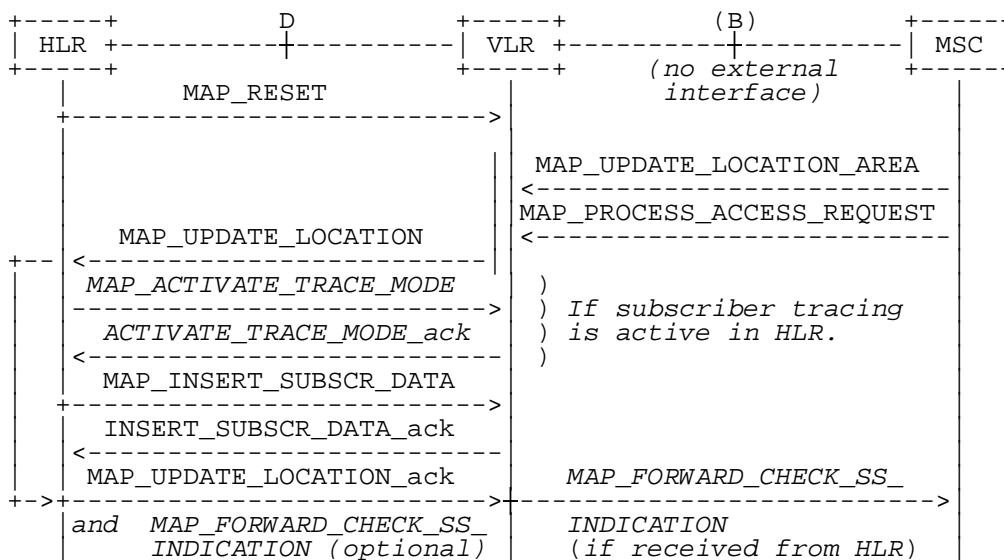 D (B)
HLR VLR MSC
(no external
MAP_RESET interface)
MAP_UPDATE_LOCATION_AREA
MAP_PROCESS_ACCESS_REQUEST
MAP_UPDATE_LOCATION
MAP_ACTIVATE_TRACE_MODE )
) If subscriber tracing
ACTIVATE_TRACE_MODE_ack ) is active in HLR.
)
MAP_INSERT_SUBSCR_DATA
INSERT_SUBSCR_DATA_ack
MAP_UPDATE_LOCATION_ack MAP_FORWARD_CHECK_SS_
and MAP_FORWARD_CHECK_SS_ INDICATION
INDICATION (optional) (if received from HLR)